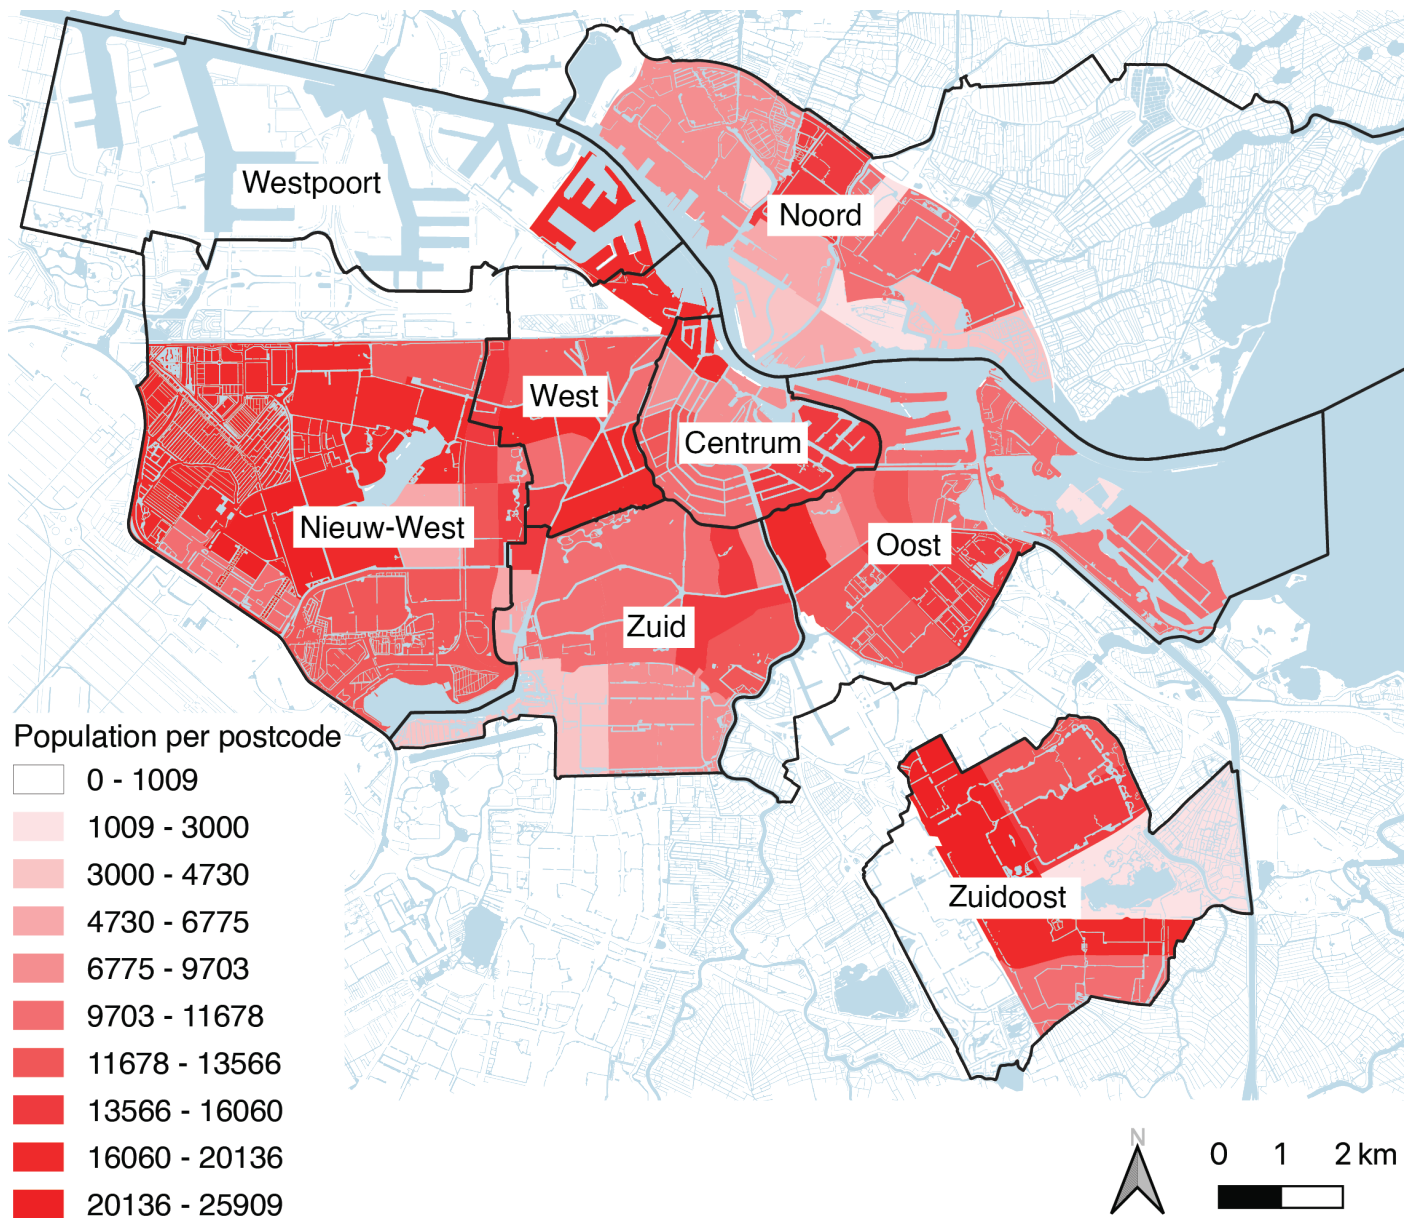 Westpoort
Noord
West
Centrum
Nieuw-West
Oost
Zuid
Zuidoost
Population per postcode
0 - 1009
1009 - 3000
3000 - 4730
4730 - 6775
6775 - 9703
9703 - 11678
11678 - 13566
13566 - 16060
16060 - 20136
20136 - 25909
N
0 1 2 km